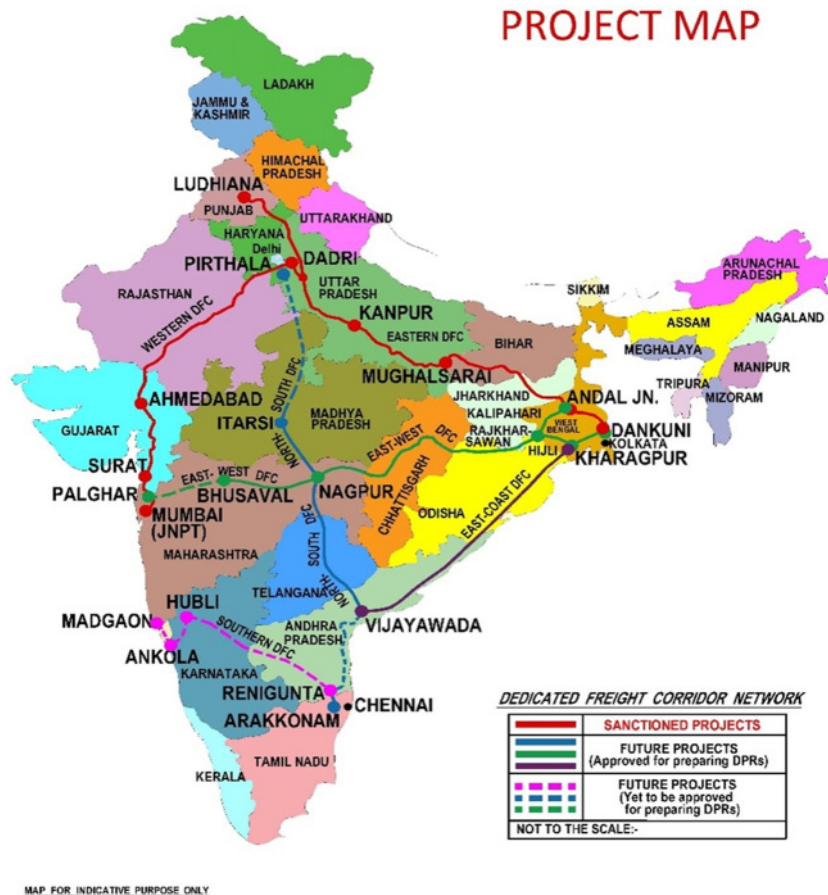 PROJECT MAP
LADAKH
JAMMU &
KASHMIR
HIMACHAL
PRADESH
LUDHIANA
PUNJAB
UTTARAKHAND
HARYANA
Delhi
PIRTHALA
DADRI
UTTAR
PRADESH
RAJASTHAN
WESTERN DFC
KANPUR
EASTERN DFC
BIHAR
SIKKIM
ARUNACHAL
PRADESH
ASSAM
NAGALAND
MEGHALAYA
MANIPUR
TRIPURA
MIZORAM
MUGHALSARAI
AHMEDABAD
GUJARAT
ITARSI
NORTH-
SOUTH DFC
MADHYA
PRADESH
JHARKHAND
KALIPAHARI
RAJKHAR-
SAWAN
ANDAL JN.
WEST
BENGAL
DANKUNI
KOLKATA
HIJLI
KHARAGPUR
SURAT
PALGHAR
EAST-WEST DFC
BHUSAVAL
NAGPUR
EAST-WEST DFC
CHHATTISGARH
ODISHA
EAST-COAST DFC
MUMBAI
(JNPT)
MAHARASHTRA
NORTH-
SOUTH DFC
TELANGANA
HUBLI
MADGAON
ANKOLA
SOUTHERN DFC
KARNATAKA
ANDHRA
PRADESH
VIJAYAWADA
RENIGUNTA
ARAKKONAM
CHENNAI
KERALA
TAMIL NADU
DEDICATED FREIGHT CORRIDOR NETWORK
SANCTIONED PROJECTS
FUTURE PROJECTS
(Approved for preparing DPRs)
FUTURE PROJECTS
(Yet to be approved
for preparing DPRs)
NOT TO THE SCALE:-
MAP FOR INDICATIVE PURPOSE ONLY